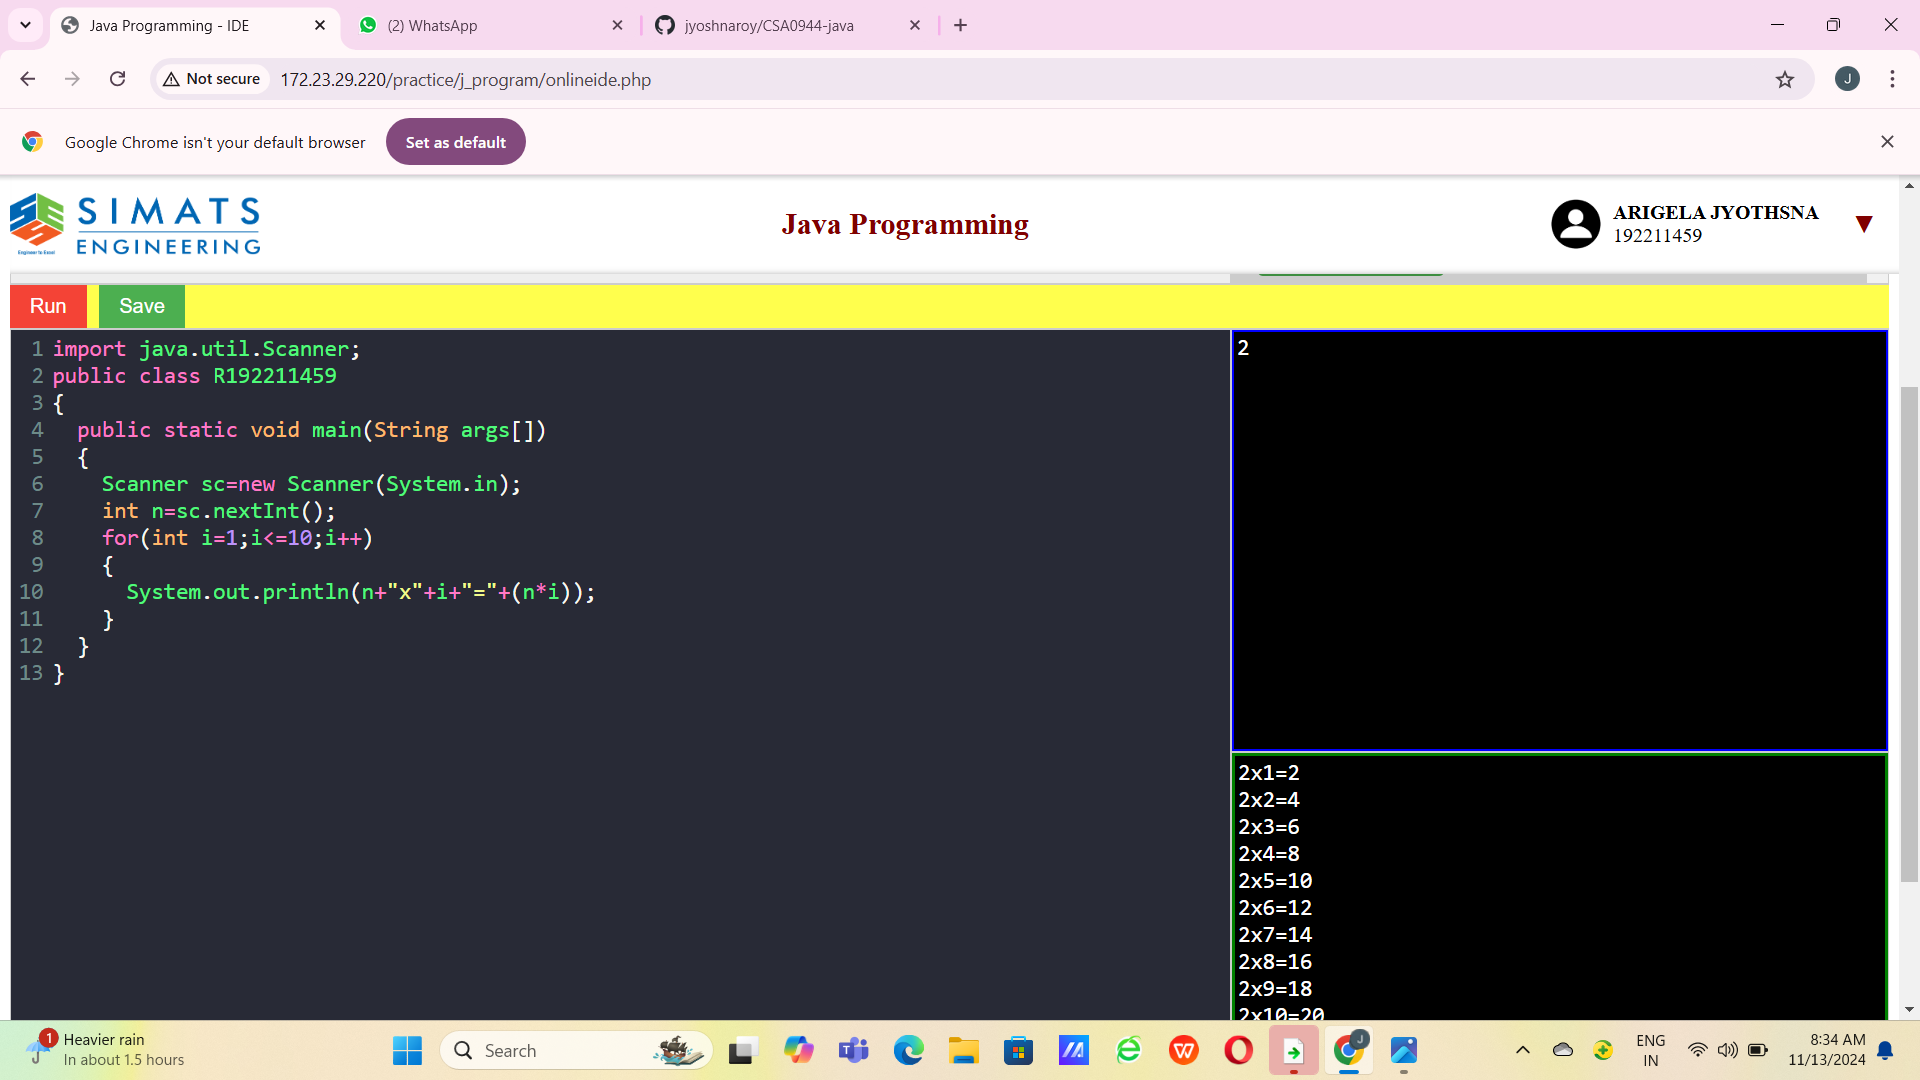 Java Programming - IDE
(2) WhatsApp
jyoshnaroy/CSA0944-java
Not secure
172.23.29.220/practice/j_program/onlineide.php
J
Google Chrome isn't your default browser
Set as default
SIMATS
ENGINEERING
Engineer to Excel
Java Programming
ARIGELA JYOTHSNA
192211459
Run
Save
1 import java.util.Scanner;
2 public class R192211459
3 {
4   public static void main(String args[])
5   {
6     Scanner sc=new Scanner(System.in);
7     int n=sc.nextInt();
8     for(int i=1;i<=10;i++)
9     {
10       System.out.println(n+"x"+i+"="+(n*i));
11     }
12   }
13 }
2
2x1=2
2x2=4
2x3=6
2x4=8
2x5=10
2x6=12
2x7=14
2x8=16
2x9=18
2x10=20
1
Heavier rain
In about 1.5 hours
Search
J
ENG
IN
8:34 AM
11/13/2024